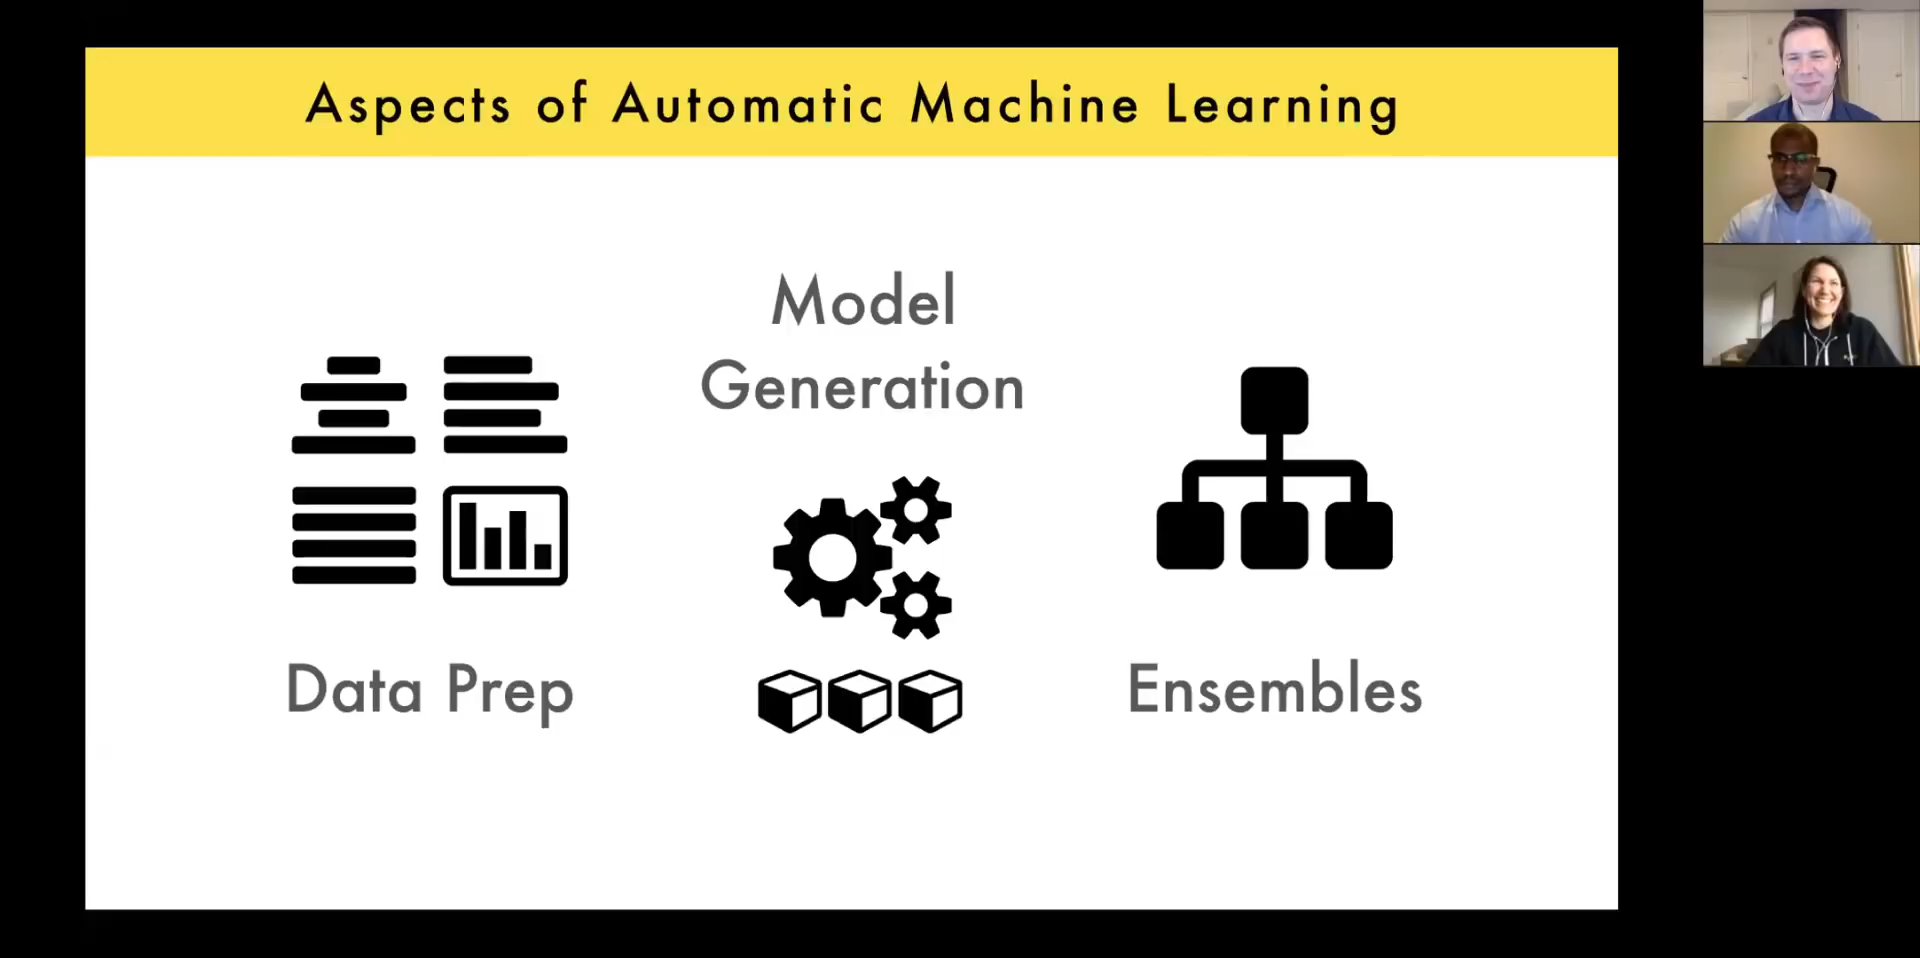 Aspects of Automatic Machine Learning
Model
Generation
Data Prep
Ensembles